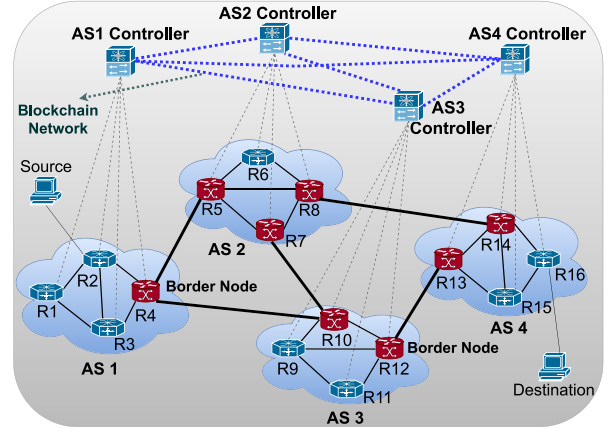 AS2 Controller
AS1 Controller
AS4 Controller
Blockchain
Network
AS3
Controller
Source
R6
R5
R8
R7
AS 2
R14
R2
Border Node
R13
R16
R1
R4
R15
R3
R10
AS 4
Border Node
AS 1
R9
R12
R11
Destination
AS 3